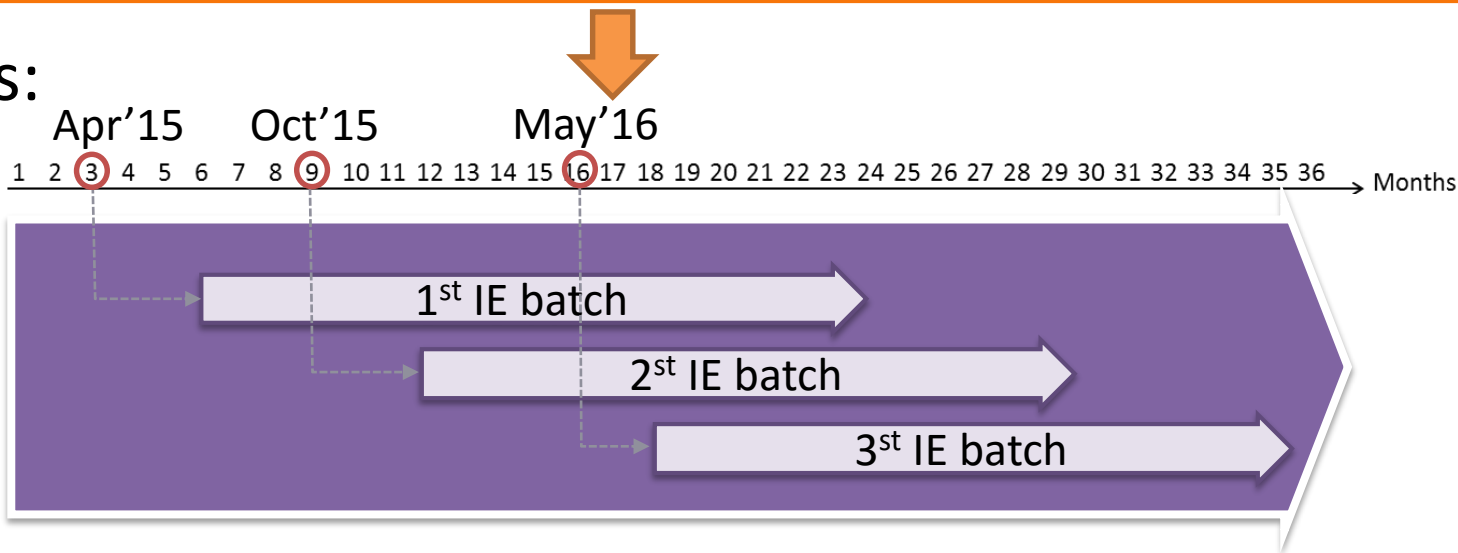 s:
Apr'15 Oct'15 May'16
1 2 3 4 5 6 7 8 9 10 11 12 13 14 15 16 17 18 19 20 21 22 23 24 25 26 27 28 29 30 31 32 33 34 35 36 Months
1st IE batch
2st IE batch
3st IE batch